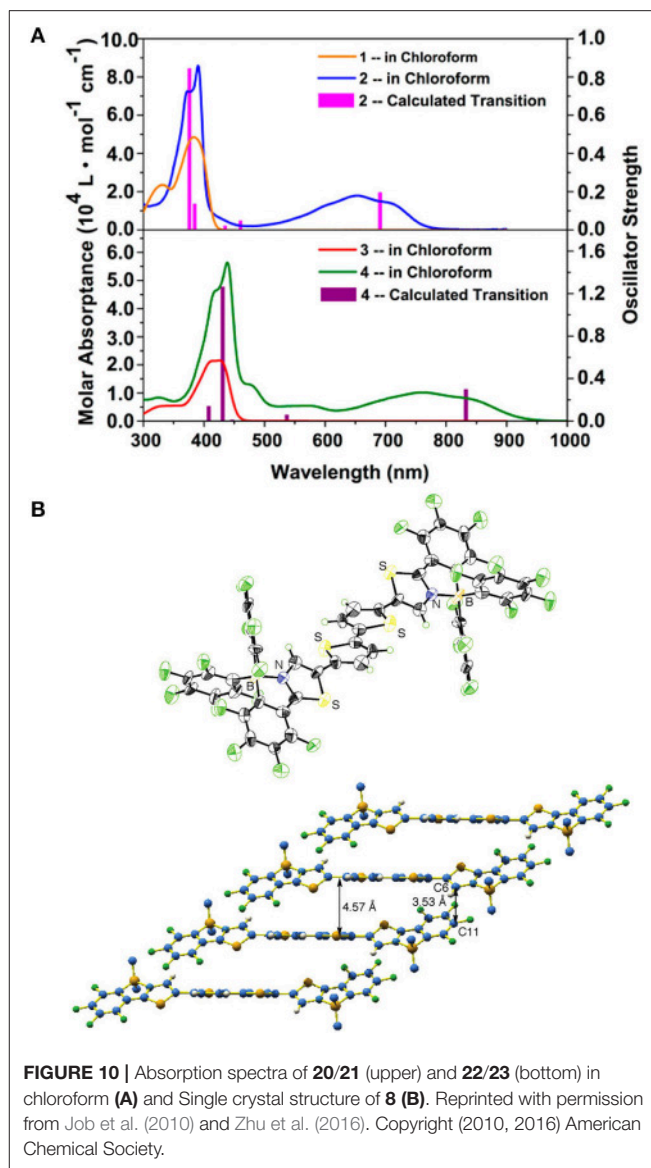 A
10.0
8.0
6.0
4.0
2.0
0.0
1 -- in Chloroform
2 -- in Chloroform
2 -- Calculated Transition
1.0
0.8
0.6
0.4
0.2
0.0
6.0
5.0
4.0
3.0
2.0
1.0
0.0
3 -- in Chloroform
4 -- in Chloroform
4 -- Calculated Transition
1.6
1.2
0.8
0.4
0.0
Molar Absorptance (10⁴ L • mol⁻¹ cm⁻¹)
Oscillator Strength
300 400 500 600 700 800 900 1000
Wavelength (nm)
B
S
N
B
S
S
B
N
S
C6
4.57 Å
3.53 Å
C11
FIGURE 10 | Absorption spectra of 20/21 (upper) and 22/23 (bottom) in
chloroform (A) and Single crystal structure of 8 (B). Reprinted with permission
from Job et al. (2010) and Zhu et al. (2016). Copyright (2010, 2016) American
Chemical Society.